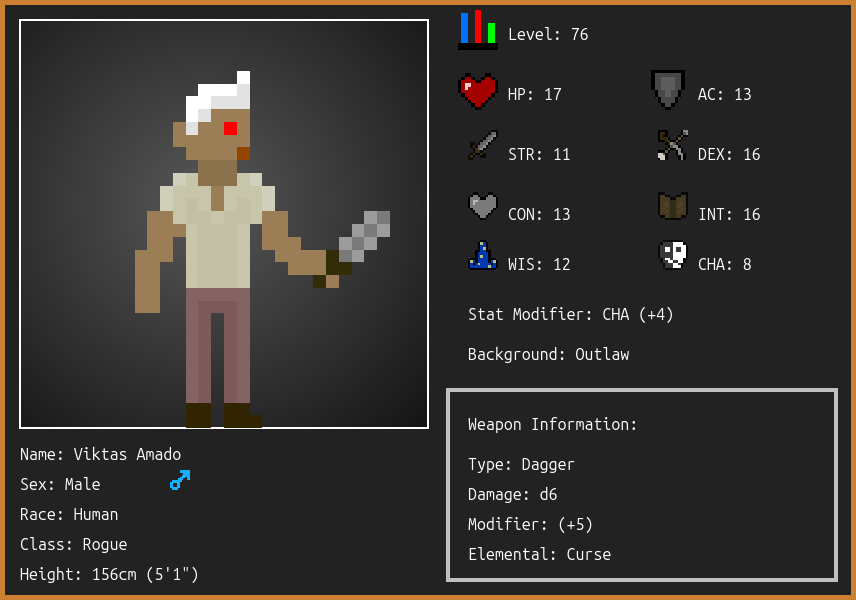 Level: 76
HP: 17
AC: 13
STR: 11
DEX: 16
CON: 13
INT: 16
WIS: 12
CHA: 8
Stat Modifier: CHA (+4)
Background: Outlaw
Weapon Information:
Type: Dagger
Damage: d6
Modifier: (+5)
Elemental: Curse
Name: Viktas Amado
Sex: Male
Race: Human
Class: Rogue
Height: 156cm (5'1")